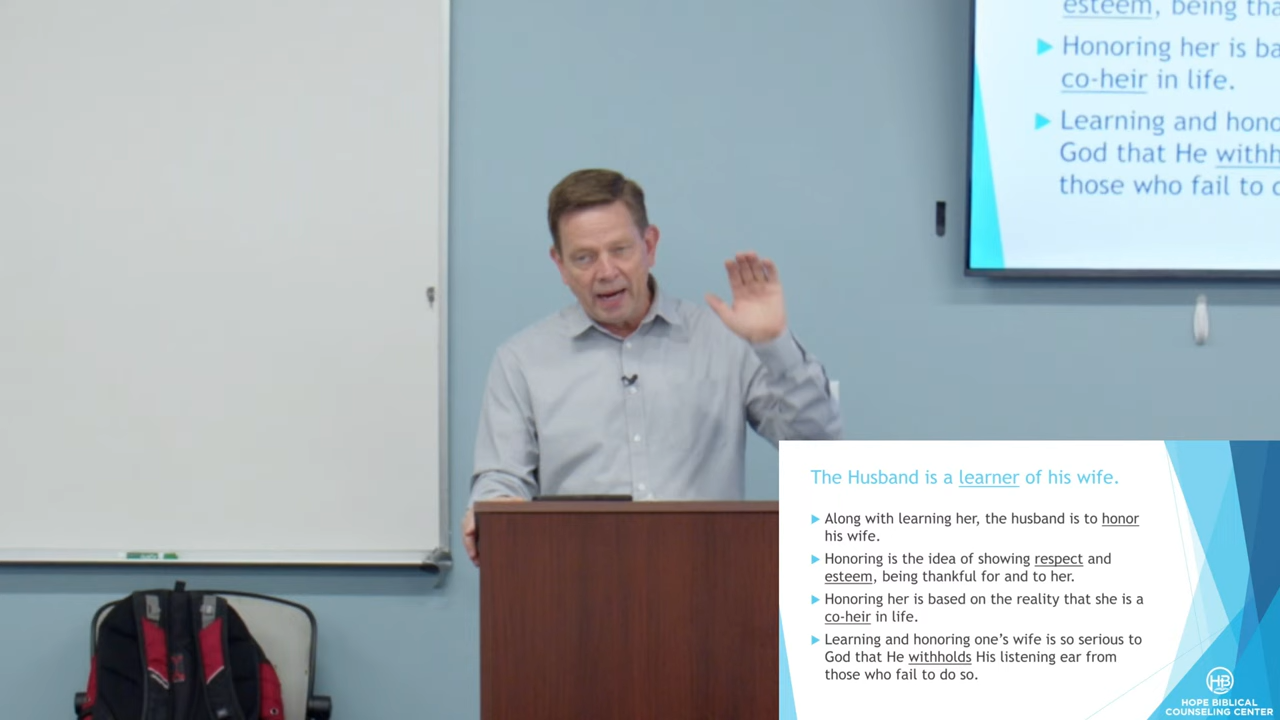 esteem, being tha
Honoring her is ba
co-heir in life.
Learning and hono
God that He withh
those who fail to d
The Husband is a learner of his wife.
Along with learning her, the husband is to honor
his wife.
Honoring is the idea of showing respect and
esteem, being thankful for and to her.
Honoring her is based on the reality that she is a
co-heir in life.
Learning and honoring one’s wife is so serious to
God that He withholds His listening ear from
those who fail to do so.
HB
HOPE BIBLICAL
COUNSELING CENTER